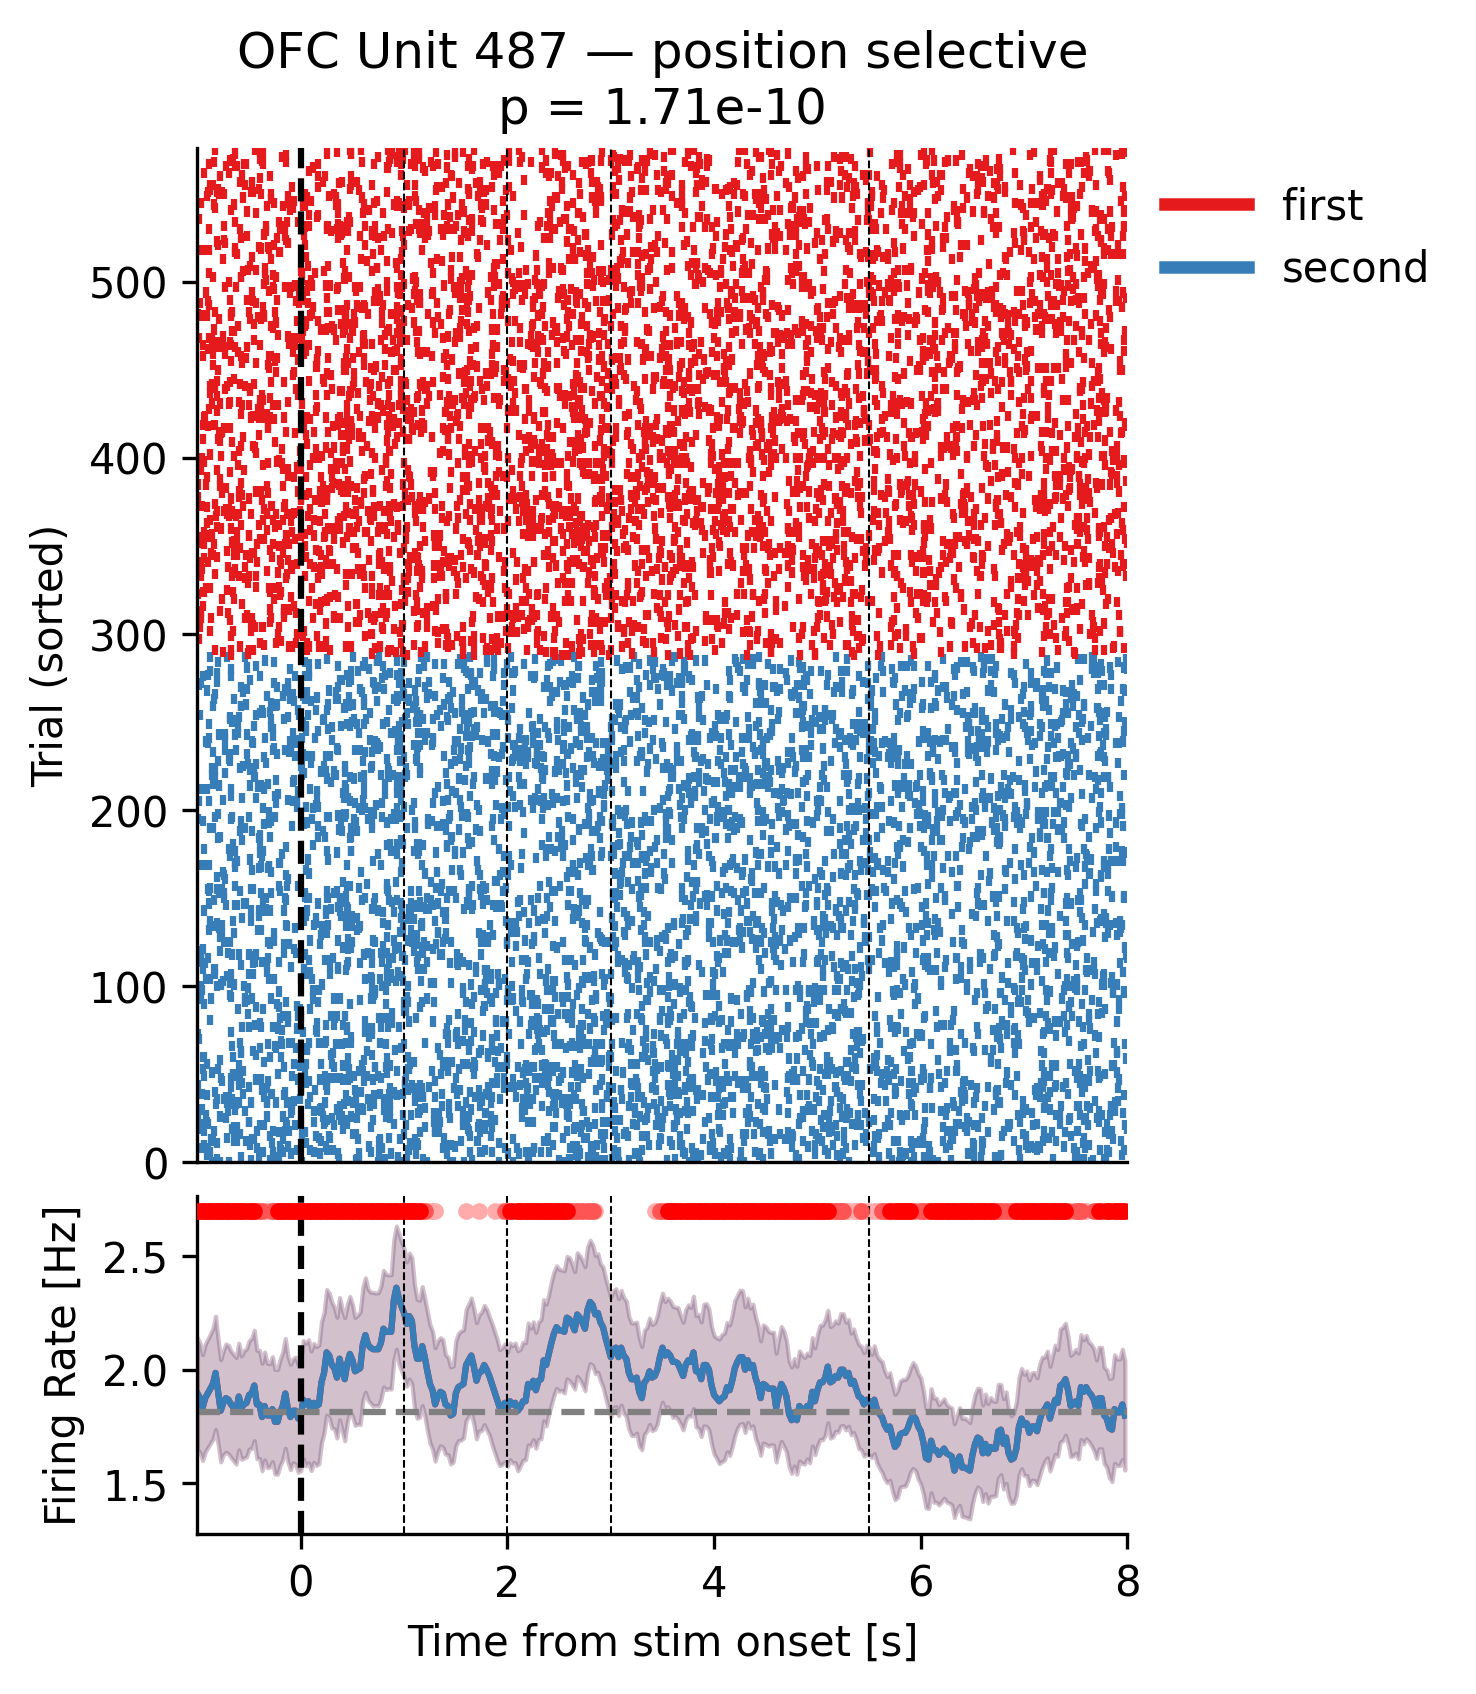 OFC Unit 487 — position selective
p = 1.71e-10
first
second
500
400
300
200
100
0
Trial (sorted)
2.5
2.0
1.5
Firing Rate [Hz]
0 2 4 6 8
Time from stim onset [s]